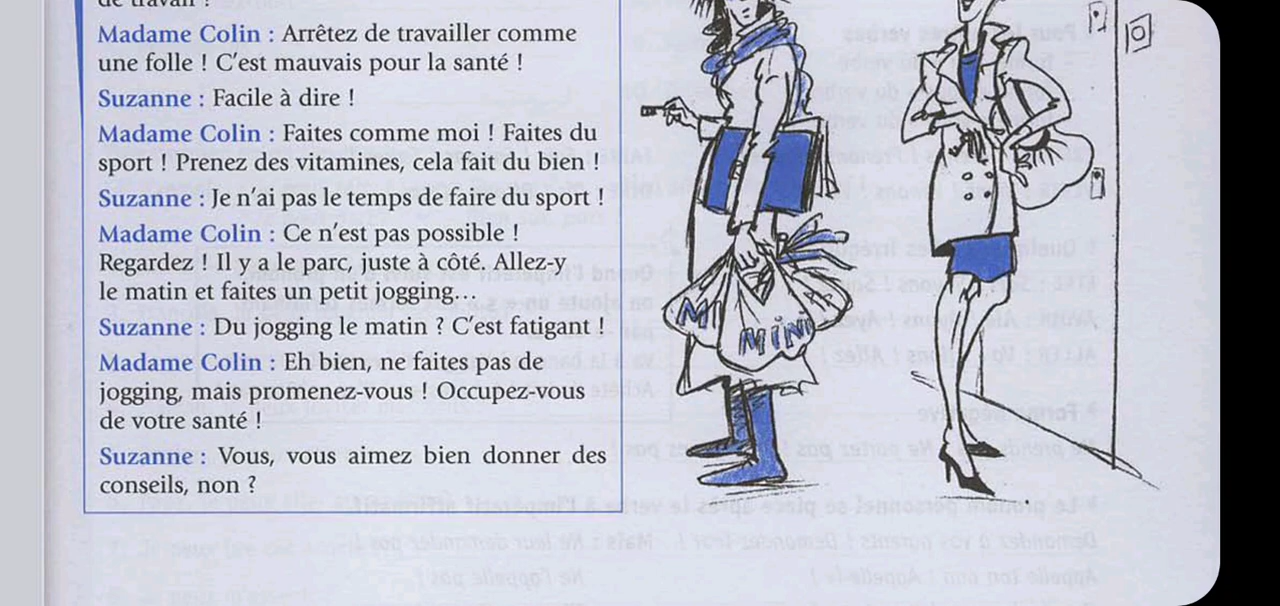 de travail !
Madame Colin : Arrêtez de travailler comme
une folle ! C'est mauvais pour la santé !
Suzanne : Facile à dire !
Madame Colin : Faites comme moi ! Faites du
sport ! Prenez des vitamines, cela fait du bien !
Suzanne : Je n'ai pas le temps de faire du sport !
Madame Colin : Ce n'est pas possible !
Regardez ! Il y a le parc, juste à côté. Allez-y
le matin et faites un petit jogging…
Suzanne : Du jogging le matin ? C'est fatigant !
Madame Colin : Eh bien, ne faites pas de
jogging, mais promenez-vous ! Occupez-vous
de votre santé !
Suzanne : Vous, vous aimez bien donner des
conseils, non ?
MiNi